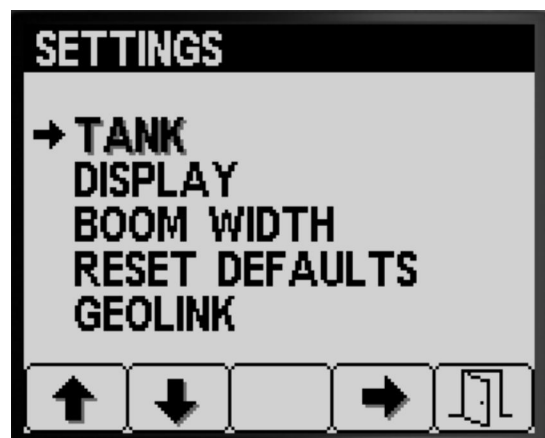 SETTINGS
TANK
DISPLAY
BOOM WIDTH
RESET DEFAULTS
GEOLINK